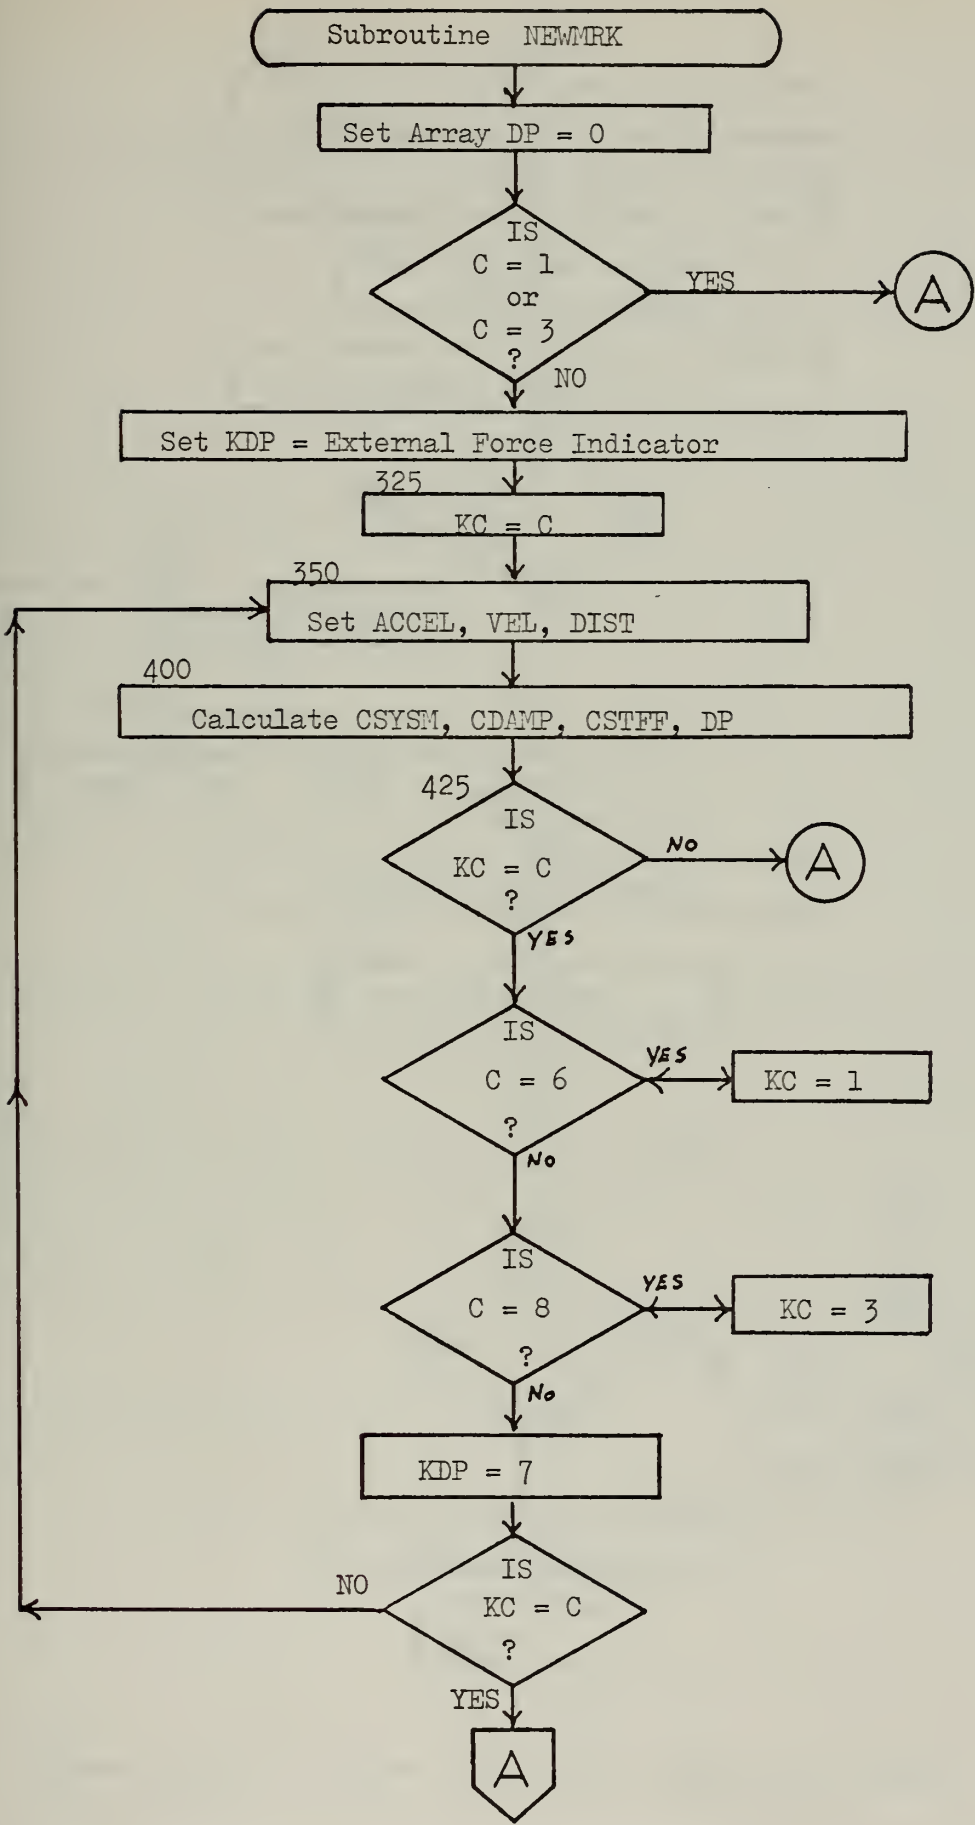 Subroutine NEWMRK
Set Array DP = 0
IS
C = 1
or
C = 3
?
YES
A
NO
Set KDP = External Force Indicator
325
KC = C
350
Set ACCEL, VEL, DIST
400
Calculate CSYSM, CDAMP, CSTFF, DP
425
IS
KC = C
?
NO
A
YES
IS
C = 6
?
YES
KC = 1
NO
IS
C = 8
?
YES
KC = 3
No
KDP = 7
IS
KC = C
?
NO
YES
A